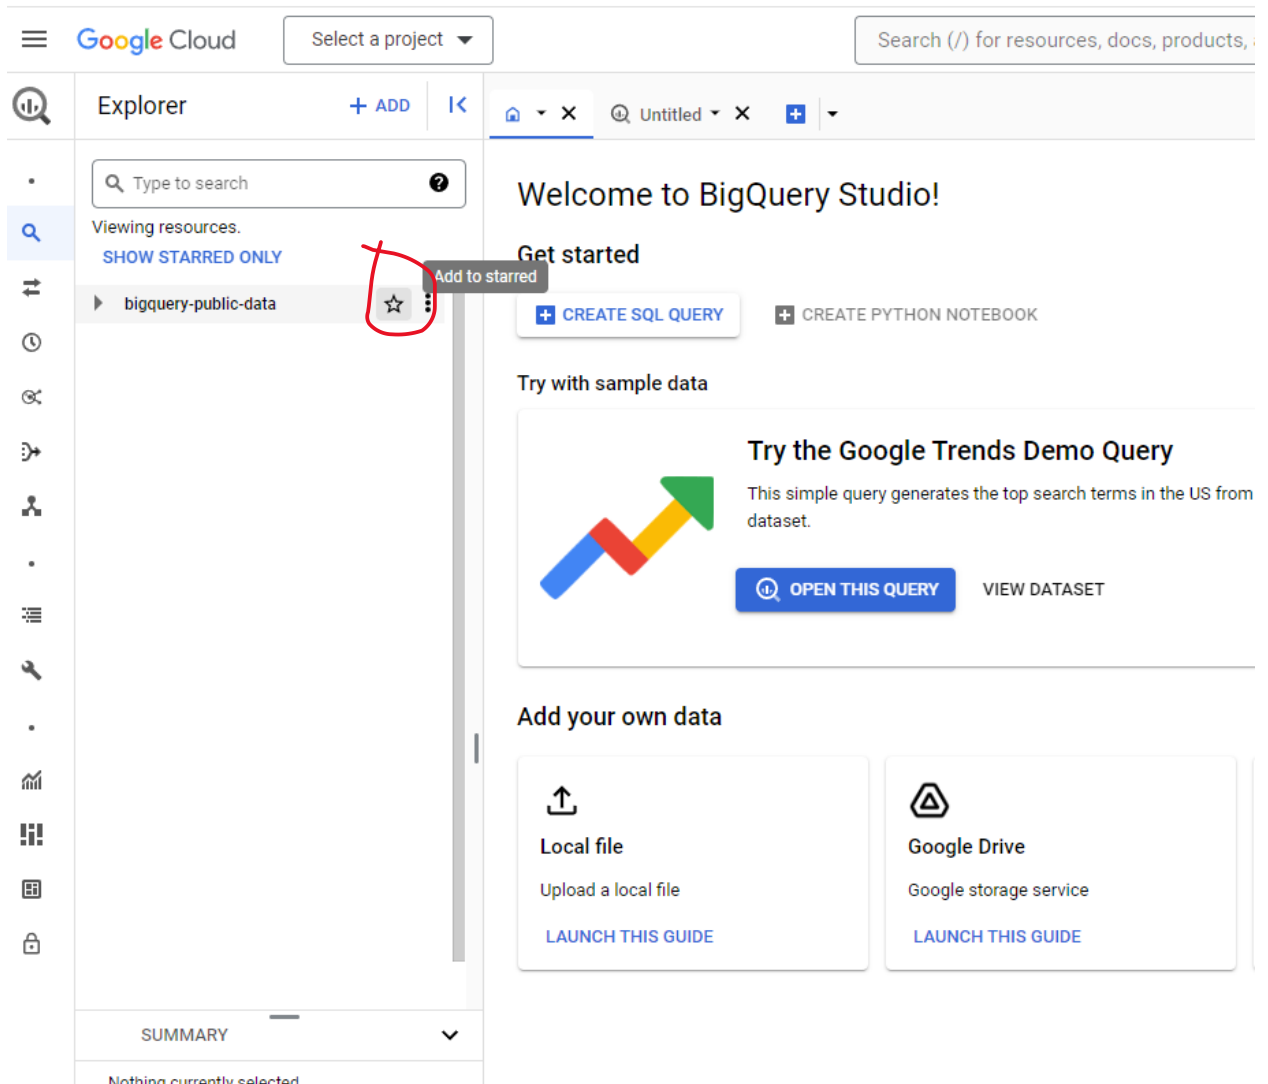 Google Cloud
Select a project
Search (/) for resources, docs, products,
Explorer
+ ADD
Untitled
Type to search
Viewing resources.
SHOW STARRED ONLY
bigquery-public-data
Add to starred
Welcome to BigQuery Studio!
Get started
CREATE SQL QUERY
CREATE PYTHON NOTEBOOK
Try with sample data
Try the Google Trends Demo Query
This simple query generates the top search terms in the US from
dataset.
OPEN THIS QUERY
VIEW DATASET
Add your own data
Local file
Upload a local file
LAUNCH THIS GUIDE
Google Drive
Google storage service
LAUNCH THIS GUIDE
SUMMARY
Nothing currently selected